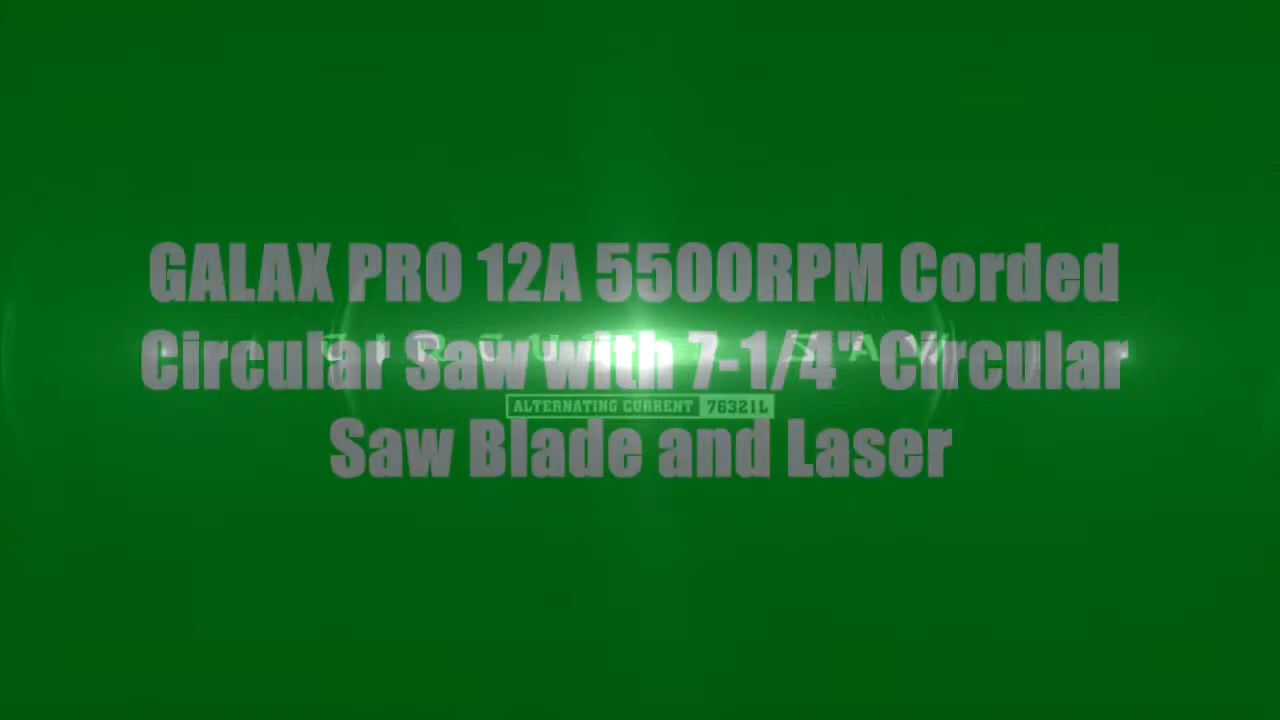 GALAX PRO 12A 5500RPM Corded
Circular Saw with 7-1/4" Circular
ALTERNATING CURRENT 76321L
Saw Blade and Laser